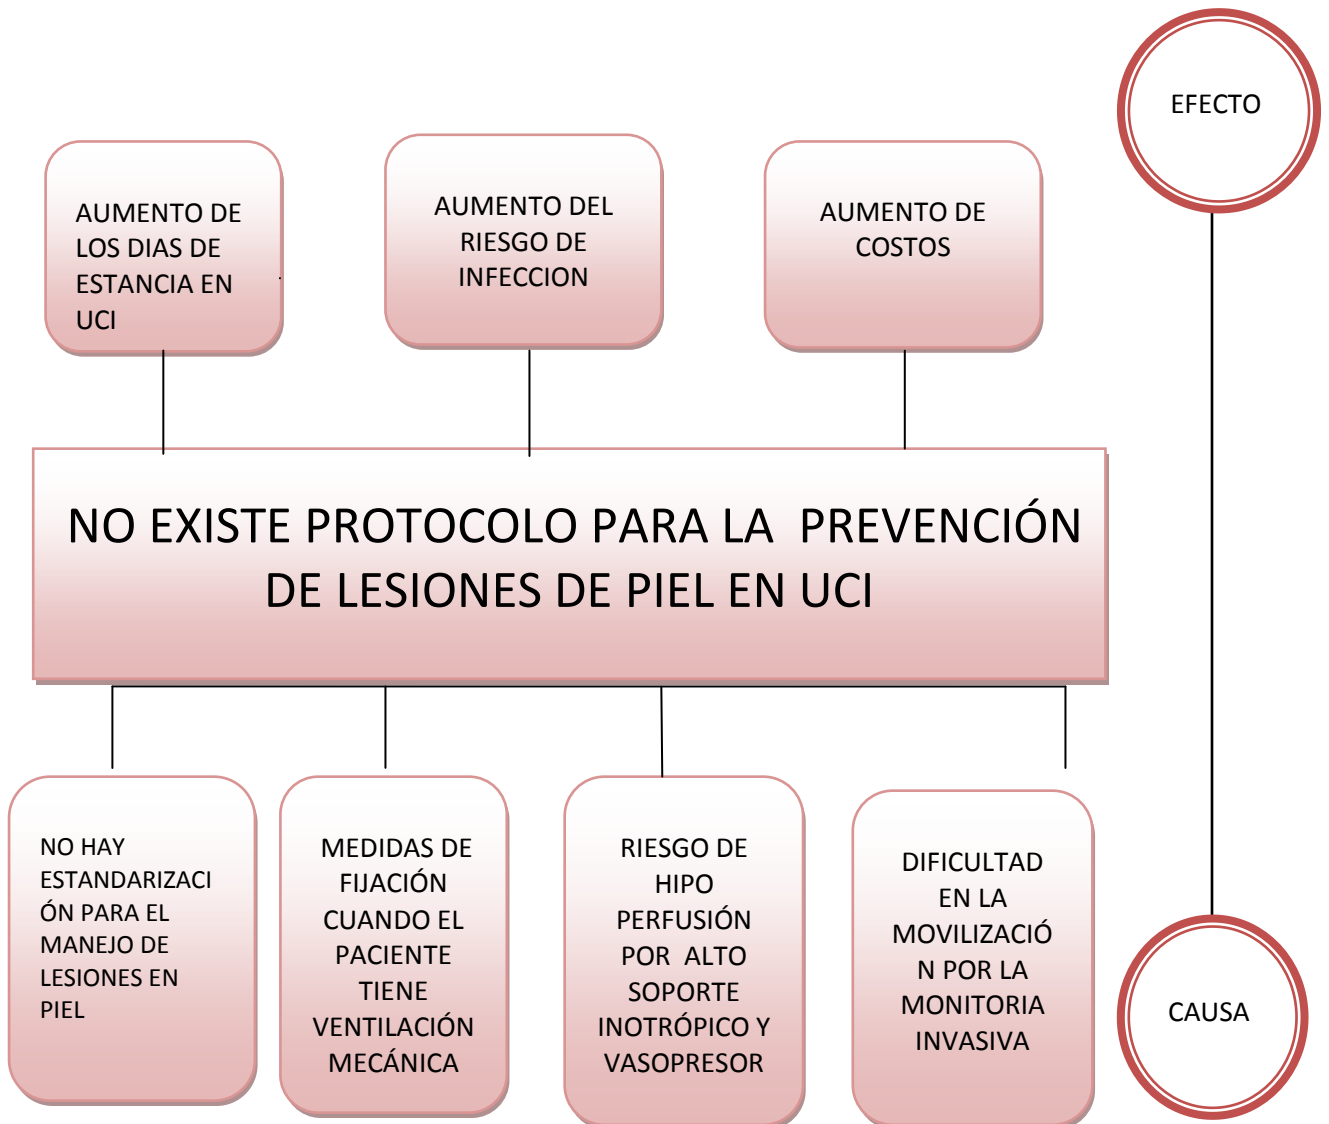 EFECTO
AUMENTO DE
LOS DIAS DE
ESTANCIA EN
UCI
AUMENTO DEL
RIESGO DE
INFECCION
AUMENTO DE
COSTOS
NO EXISTE PROTOCOLO PARA LA PREVENCIÓN
DE LESIONES DE PIEL EN UCI
NO HAY
ESTANDARIZACI
ÓN PARA EL
MANEJO DE
LESIONES EN
PIEL
MEDIDAS DE
FIJACIÓN
CUANDO EL
PACIENTE
TIENE
VENTILACIÓN
MECÁNICA
RIESGO DE
HIPO
PERFUSIÓN
POR ALTO
SOPORTE
INOTRÓPICO Y
VASOPRESOR
DIFICULTAD
EN LA
MOVILIZACIÓ
N POR LA
MONITORIA
INVASIVA
CAUSA